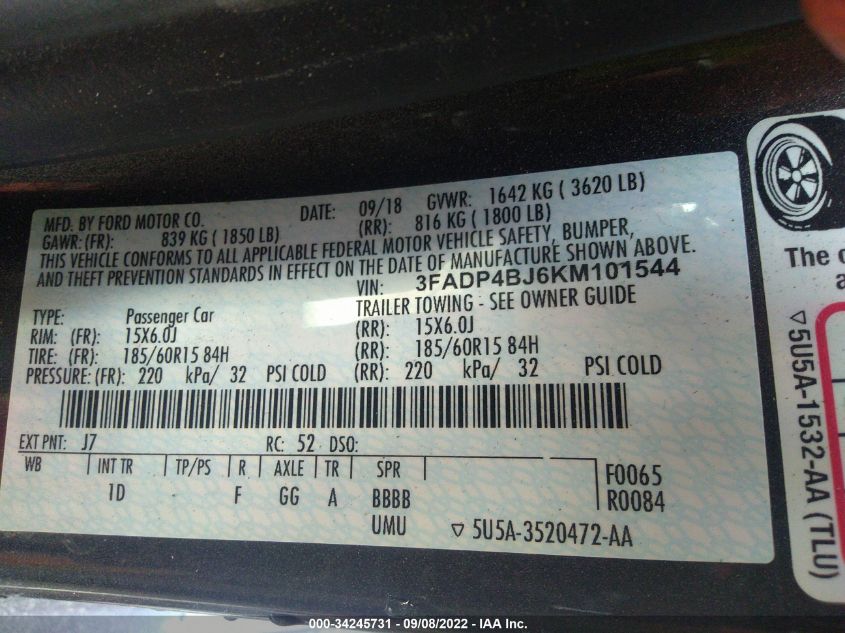 MFD. BY FORD MOTOR CO. DATE: 09/18 GVWR: 1642 KG ( 3620 LB)
GAWR: (FR): 839 KG ( 1850 LB) (RR): 816 KG ( 1800 LB)
THIS VEHICLE CONFORMS TO ALL APPLICABLE FEDERAL MOTOR VEHICLE SAFETY, BUMPER,
AND THEFT PREVENTION STANDARDS IN EFFECT ON THE DATE OF MANUFACTURE SHOWN ABOVE.
VIN: 3FADP4BJ6KM101544
TYPE: Passenger Car TRAILER TOWING - SEE OWNER GUIDE
RIM: (FR): 15X6.0J (RR): 15X6.0J
TIRE: (FR): 185/60R15 84H (RR): 185/60R15 84H
PRESSURE: (FR): 220 kPa/ 32 PSI COLD (RR): 220 kPa/ 32 PSI COLD
EXT PNT: J7 RC: 52 DSO:
WB INT TR TP/PS R AXLE TR SPR F0065
1D F GG A BBBB R0084
UMU ▽ 5U5A-3520472-AA
The
▽5U5A-1532-AA (TLU)
000-34245731 - 09/08/2022 - IAA Inc.